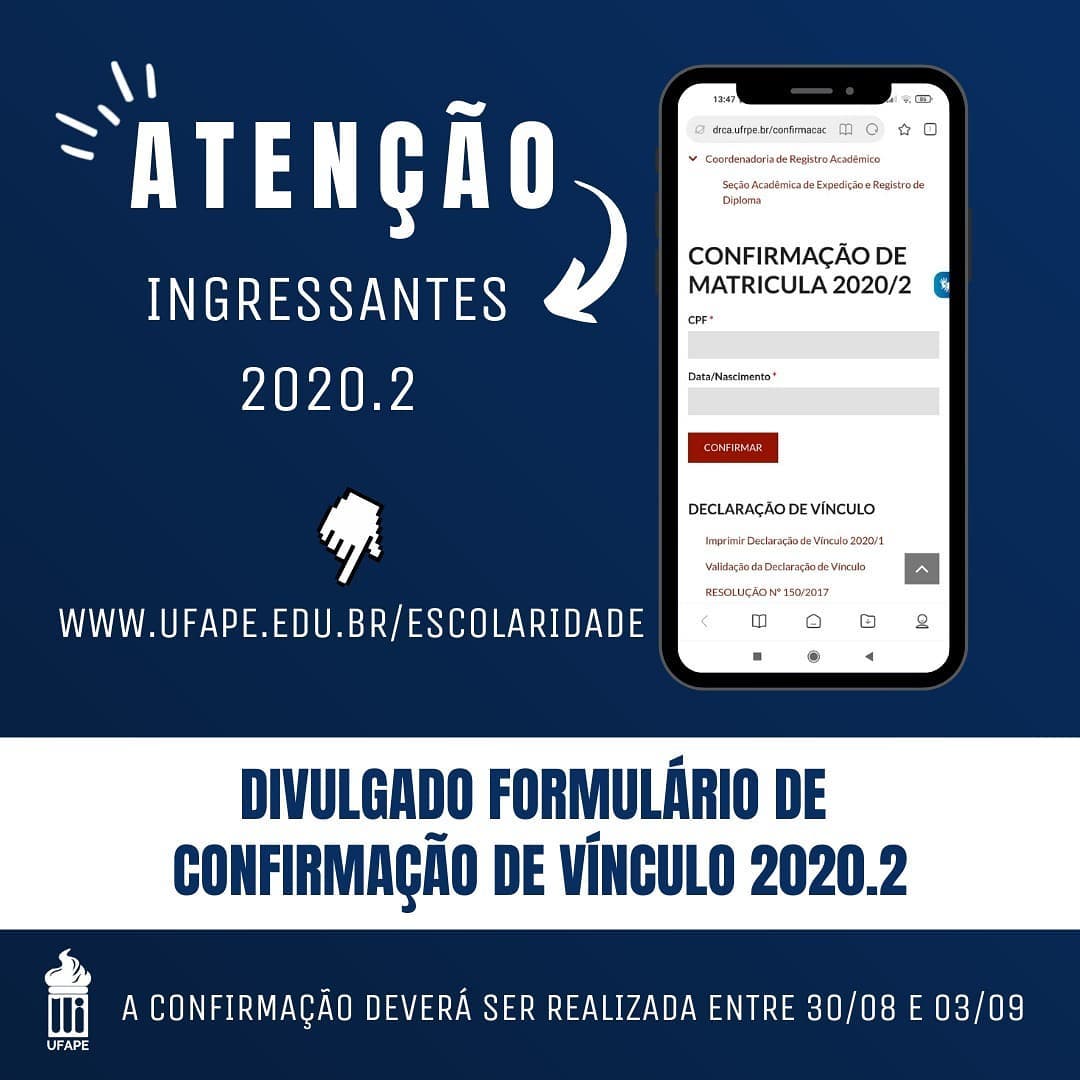 ATENÇÃO
INGRESSANTES
2020.2
WWW.UFAPE.EDU.BR/ESCOLARIDADE
13:47
86
drca.ufrpe.br/confirmacac
Coordenadoria de Registro Acadêmico
Seção Acadêmica de Expedição e Registro de
Diploma
CONFIRMAÇÃO DE
MATRICULA 2020/2
CPF *
Data/Nascimento *
CONFIRMAR
DECLARAÇÃO DE VÍNCULO
Imprimir Declaração de Vínculo 2020/1
Validação da Declaração de Vínculo
RESOLUÇÃO Nº 150/2017
DIVULGADO FORMULÁRIO DE
CONFIRMAÇÃO DE VÍNCULO 2020.2
UFAPE
A CONFIRMAÇÃO DEVERÁ SER REALIZADA ENTRE 30/08 E 03/09